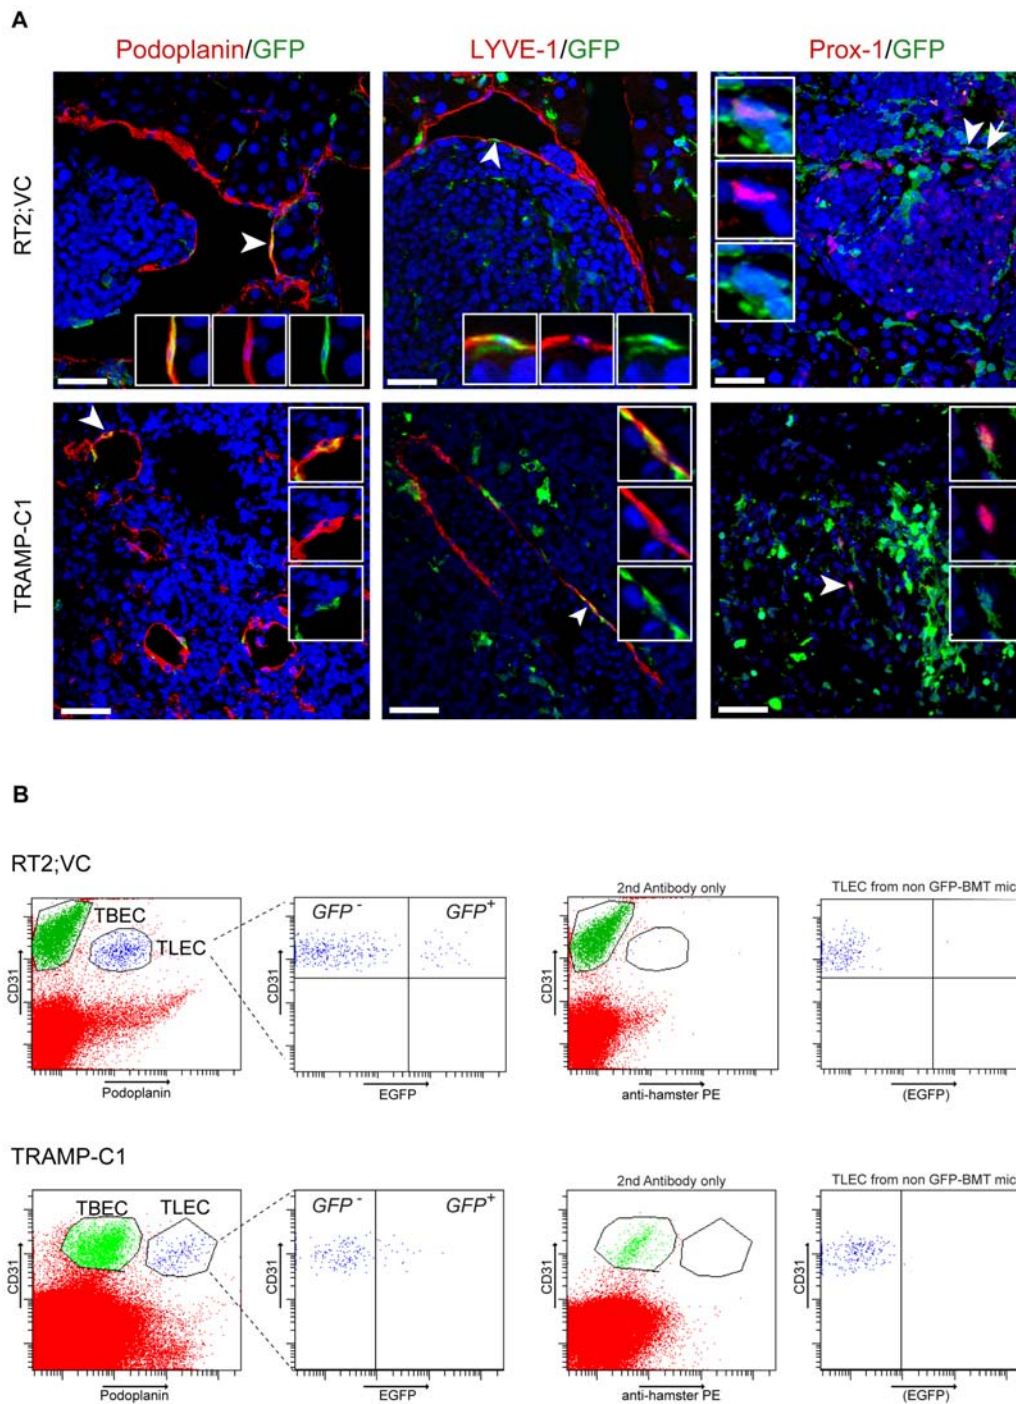 A
Podoplanin/GFP
LYVE-1/GFP
Prox-1/GFP
RT2;VC
TRAMP-C1
B
RT2;VC
TBEC
TLEC
CD31
Podoplanin
GFP -
GFP+
EGFP
2nd Antibody only
CD31
anti-hamster PE
TLEC from non GFP-BMT mic
CD31
(EGFP)
TRAMP-C1
TBEC
TLEC
CD31
Podoplanin
GFP -
GFP+
EGFP
2nd Antibody only
CD31
anti-hamster PE
TLEC from non GFP-BMT mic
CD31
(EGFP)